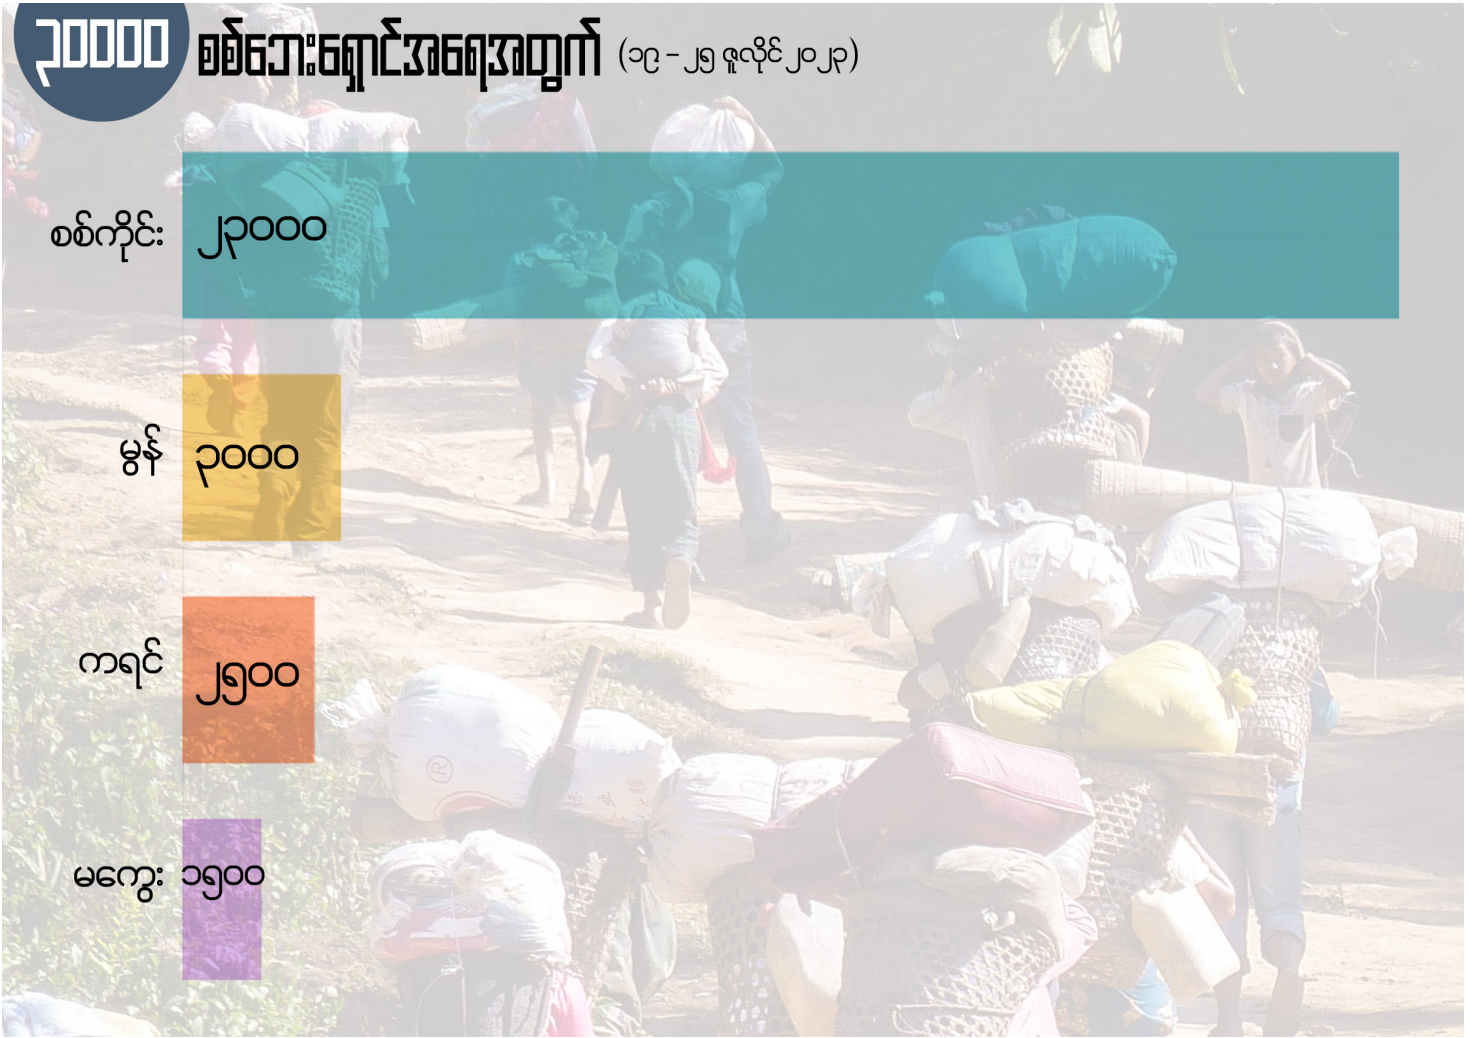 ၃၀၀၀၀ စစ်ဘေးရှောင်အရေအတွက် (၁၉ - ၂၅ ဇူလိုင် ၂၀၂၃)
စစ်ကိုင်း ၂၃၀၀၀
မွန် ၃၀၀၀
ကရင် ၂၅၀၀
မကွေး ၁၅၀၀